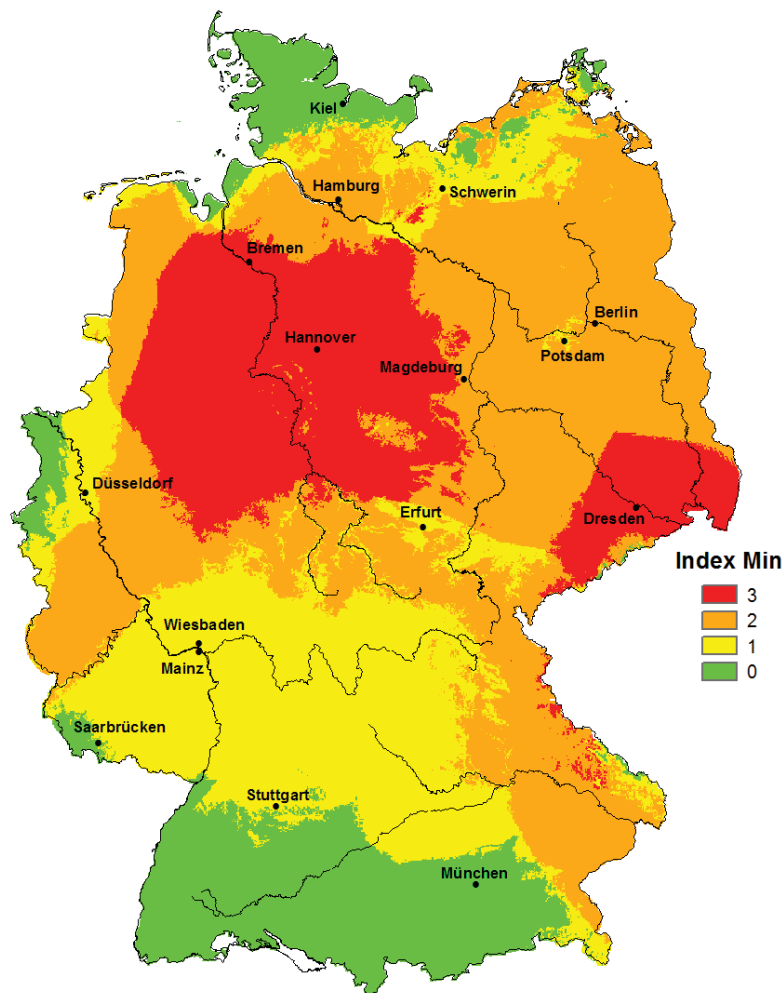 Kiel
Hamburg
Schwerin
Bremen
Berlin
Hannover
Potsdam
Magdeburg
Düsseldorf
Erfurt
Dresden
Index Min
3
2
1
0
Wiesbaden
Mainz
Saarbrücken
Stuttgart
München